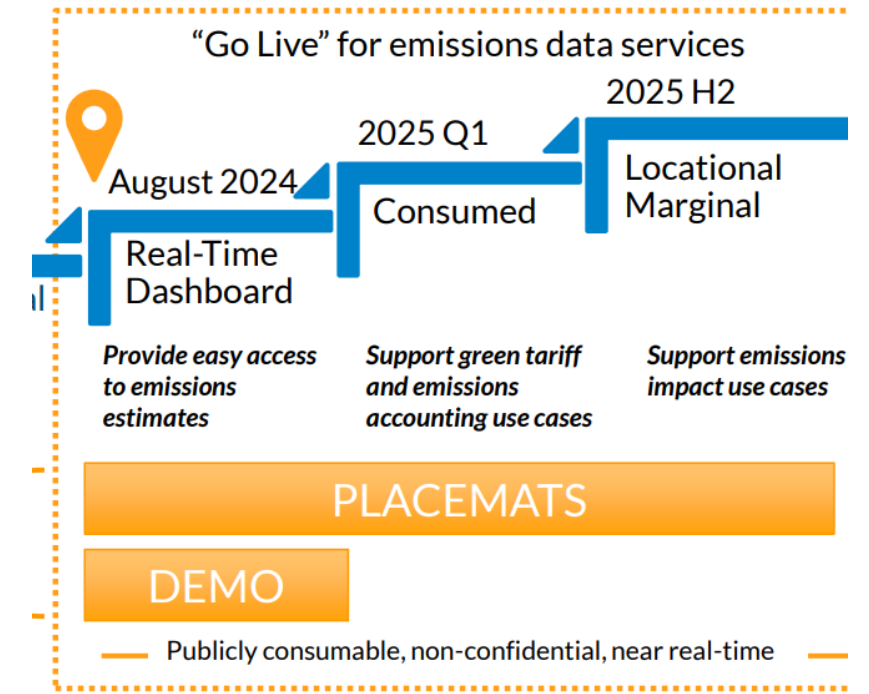 “Go Live” for emissions data services
2025 H2
2025 Q1
August 2024
Locational
Marginal
Consumed
Real-Time
Dashboard
Provide easy access
to emissions
estimates
Support green tariff
and emissions
accounting use cases
Support emissions
impact use cases
PLACEMATS
DEMO
Publicly consumable, non-confidential, near real-time